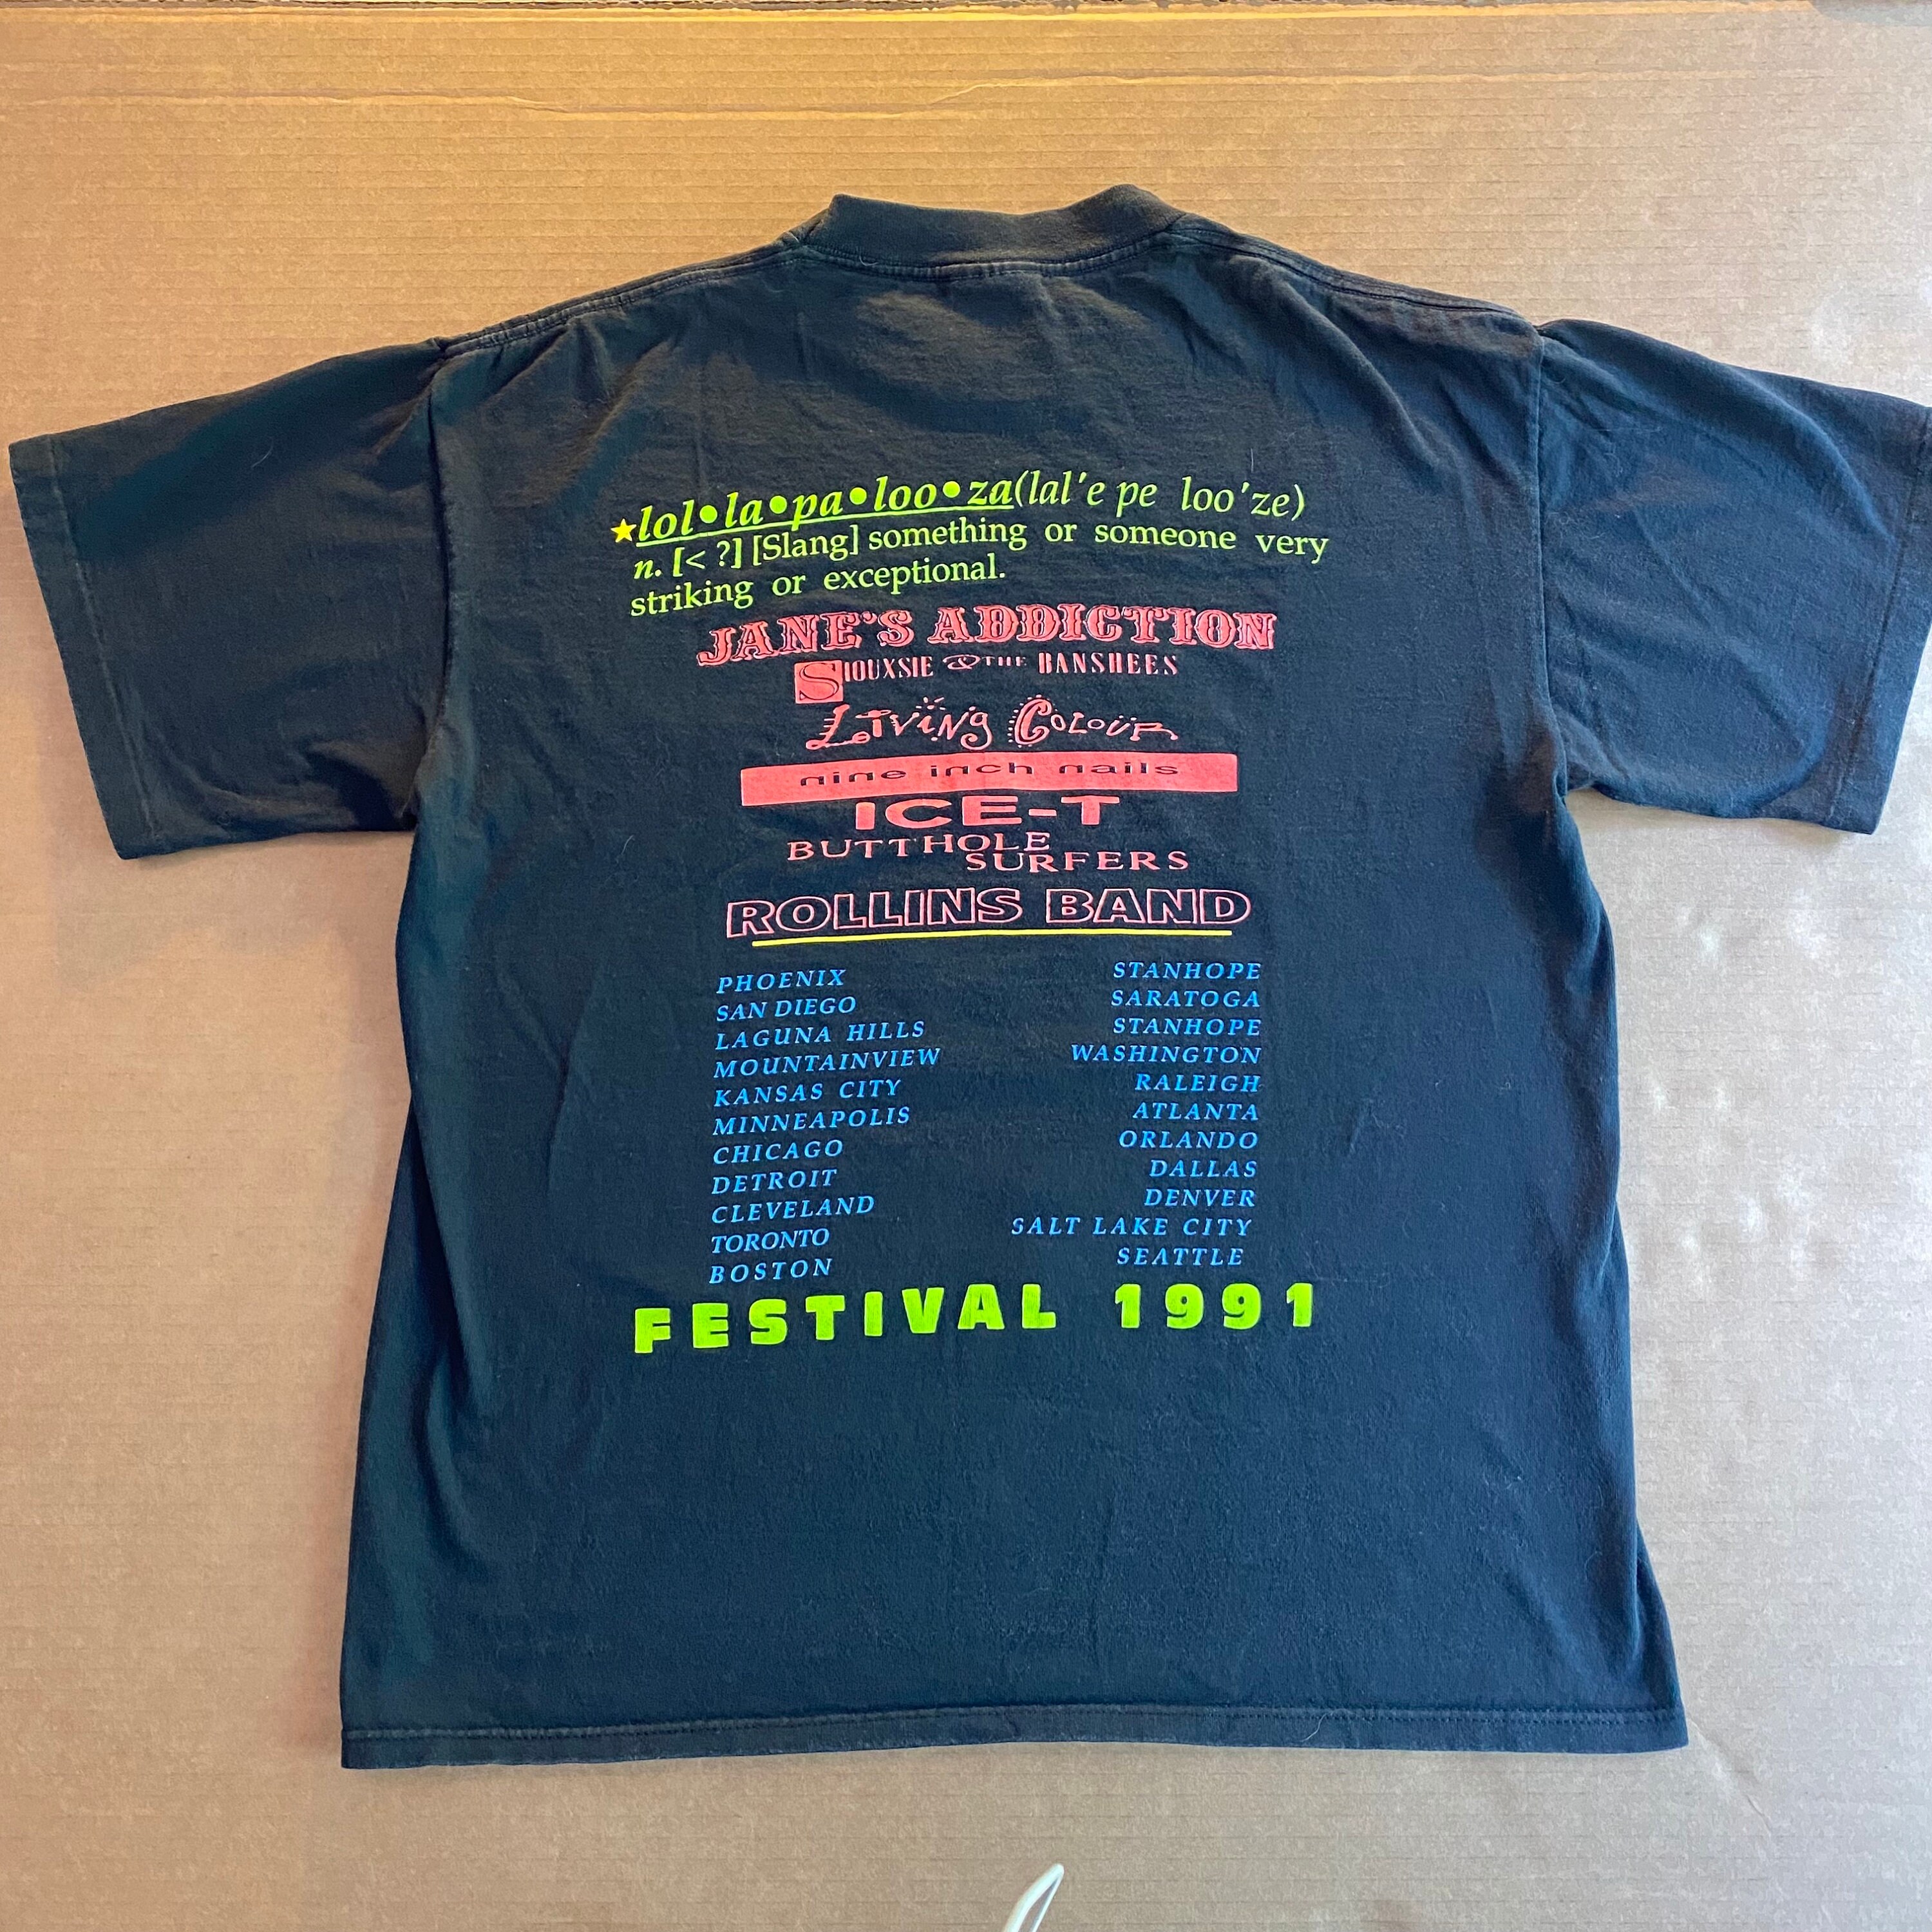 ★lol•la•pa•loo•za(lal'e pe loo'ze)
n. [< ?] [Slang] something or someone very
striking or exceptional.
JANE'S ADDICTION
SIOUXSIE & THE BANSHEES
LIVING COLOUR
nine inch nails
ICE-T
BUTTHOLE
SURFERS
ROLLINS BAND
PHOENIX
SAN DIEGO
LAGUNA HILLS
MOUNTAINVIEW
KANSAS CITY
MINNEAPOLIS
CHICAGO
DETROIT
CLEVELAND
TORONTO
BOSTON
STANHOPE
SARATOGA
STANHOPE
WASHINGTON
RALEIGH
ATLANTA
ORLANDO
DALLAS
DENVER
SALT LAKE CITY
SEATTLE
FESTIVAL 1991